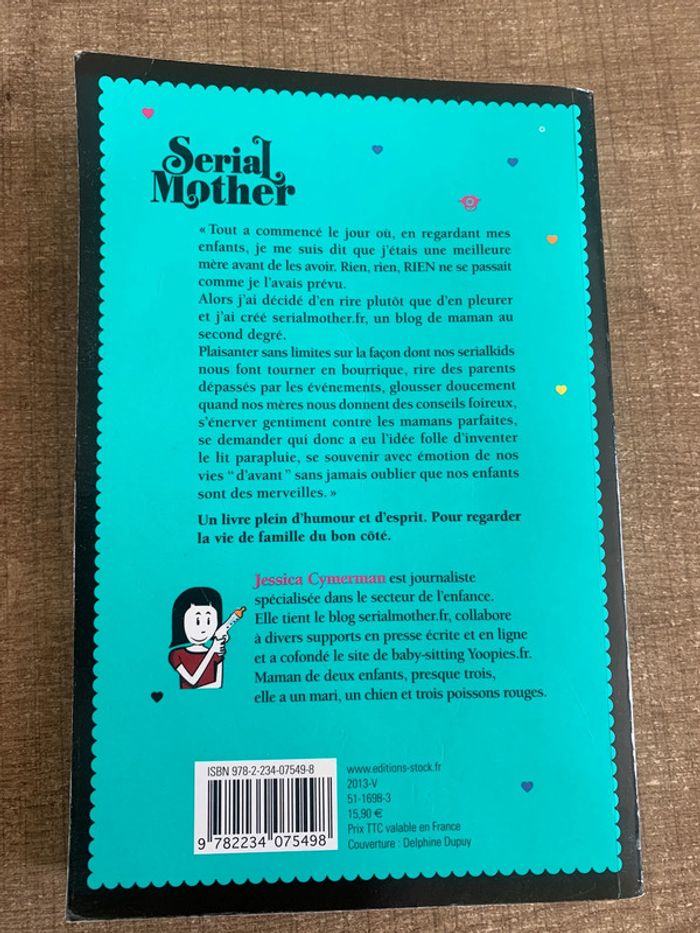 Serial
Mother
« Tout a commencé le jour où, en regardant mes
enfants, je me suis dit que j'étais une meilleure
mère avant de les avoir. Rien, rien, RIEN ne se passait
comme je l'avais prévu.
Alors j'ai décidé d'en rire plutôt que d'en pleurer
et j'ai créé serialmother.fr, un blog de maman au
second degré.
Plaisanter sans limites sur la façon dont nos serialkids
nous font tourner en bourrique, rire des parents
dépassés par les événements, glousser doucement
quand nos mères nous donnent des conseils foireux,
s'énerver gentiment contre les mamans parfaites,
se demander qui donc a eu l'idée folle d'inventer
le lit parapluie, se souvenir avec émotion de nos
vies "d'avant" sans jamais oublier que nos enfants
sont des merveilles. »
Un livre plein d'humour et d'esprit. Pour regarder
la vie de famille du bon côté.
Jessica Cymerman est journaliste
spécialisée dans le secteur de l'enfance.
Elle tient le blog serialmother.fr, collabore
à divers supports en presse écrite et en ligne
et a cofondé le site de baby-sitting Yoopies.fr.
Maman de deux enfants, presque trois,
elle a un mari, un chien et trois poissons rouges.
ISBN 978-2-234-07549-8
9 782234 075498
www.editions-stock.fr
2013-V
51-1698-3
15,90 €
Prix TTC valable en France
Couverture : Delphine Dupuy